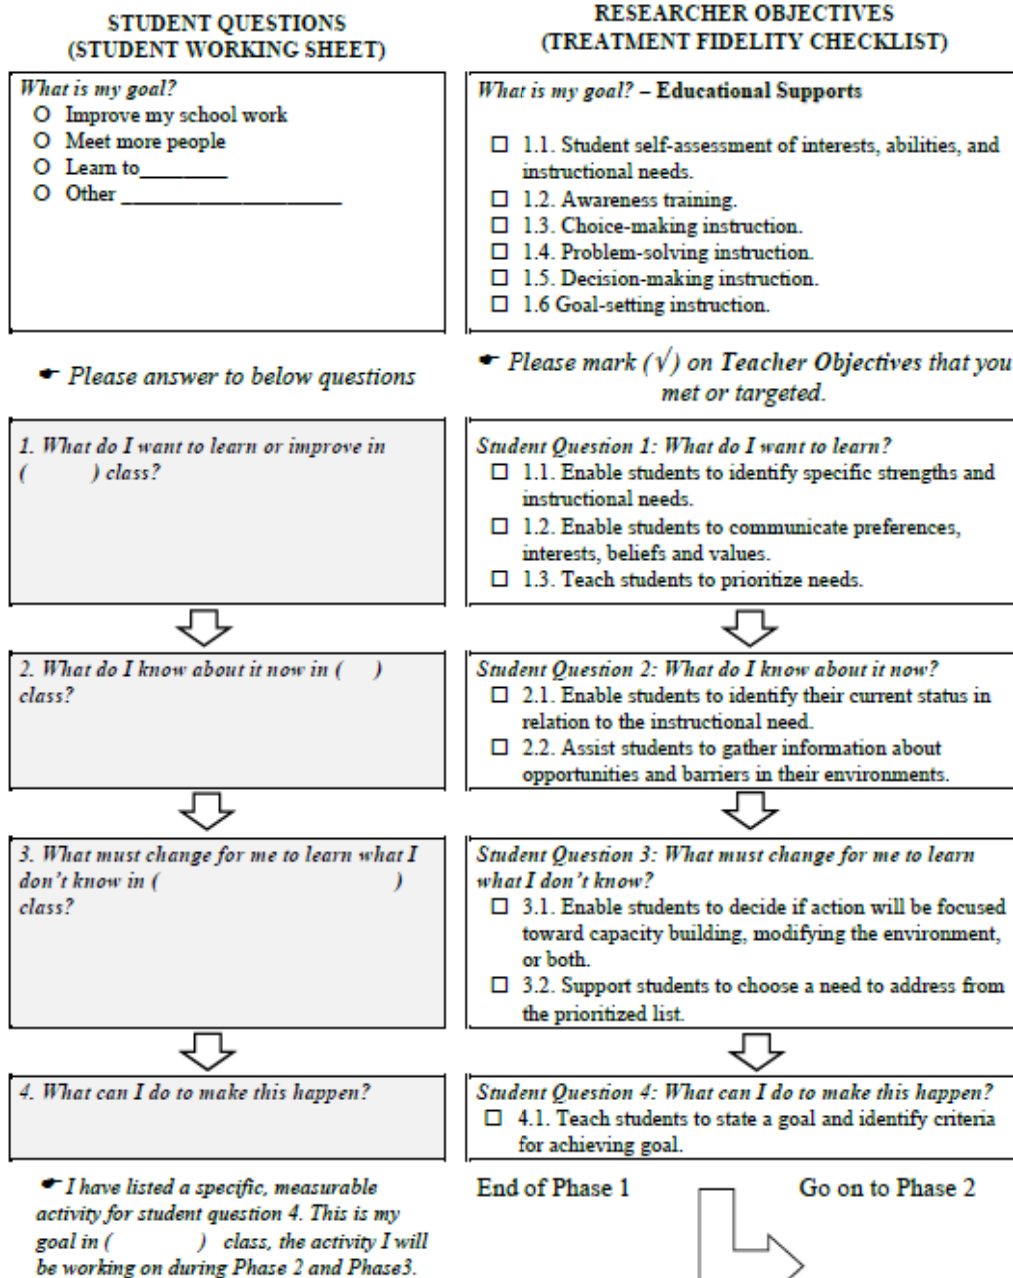 STUDENT QUESTIONS
(STUDENT WORKING SHEET)
What is my goal?
O Improve my school work
O Meet more people
O Learn to_________
O Other ______________________
☛ Please answer to below questions
1. What do I want to learn or improve in
( ) class?
2. What do I know about it now in ( )
class?
3. What must change for me to learn what I
don't know in ( )
class?
4. What can I do to make this happen?
☛ I have listed a specific, measurable
activity for student question 4. This is my
goal in ( ) class, the activity I will
be working on during Phase 2 and Phase3.
RESEARCHER OBJECTIVES
(TREATMENT FIDELITY CHECKLIST)
What is my goal? – Educational Supports
☐ 1.1. Student self-assessment of interests, abilities, and
instructional needs.
☐ 1.2. Awareness training.
☐ 1.3. Choice-making instruction.
☐ 1.4. Problem-solving instruction.
☐ 1.5. Decision-making instruction.
☐ 1.6 Goal-setting instruction.
☛ Please mark (√) on Teacher Objectives that you
met or targeted.
Student Question 1: What do I want to learn?
☐ 1.1. Enable students to identify specific strengths and
instructional needs.
☐ 1.2. Enable students to communicate preferences,
interests, beliefs and values.
☐ 1.3. Teach students to prioritize needs.
Student Question 2: What do I know about it now?
☐ 2.1. Enable students to identify their current status in
relation to the instructional need.
☐ 2.2. Assist students to gather information about
opportunities and barriers in their environments.
Student Question 3: What must change for me to learn
what I don't know?
☐ 3.1. Enable students to decide if action will be focused
toward capacity building, modifying the environment,
or both.
☐ 3.2. Support students to choose a need to address from
the prioritized list.
Student Question 4: What can I do to make this happen?
☐ 4.1. Teach students to state a goal and identify criteria
for achieving goal.
End of Phase 1
Go on to Phase 2